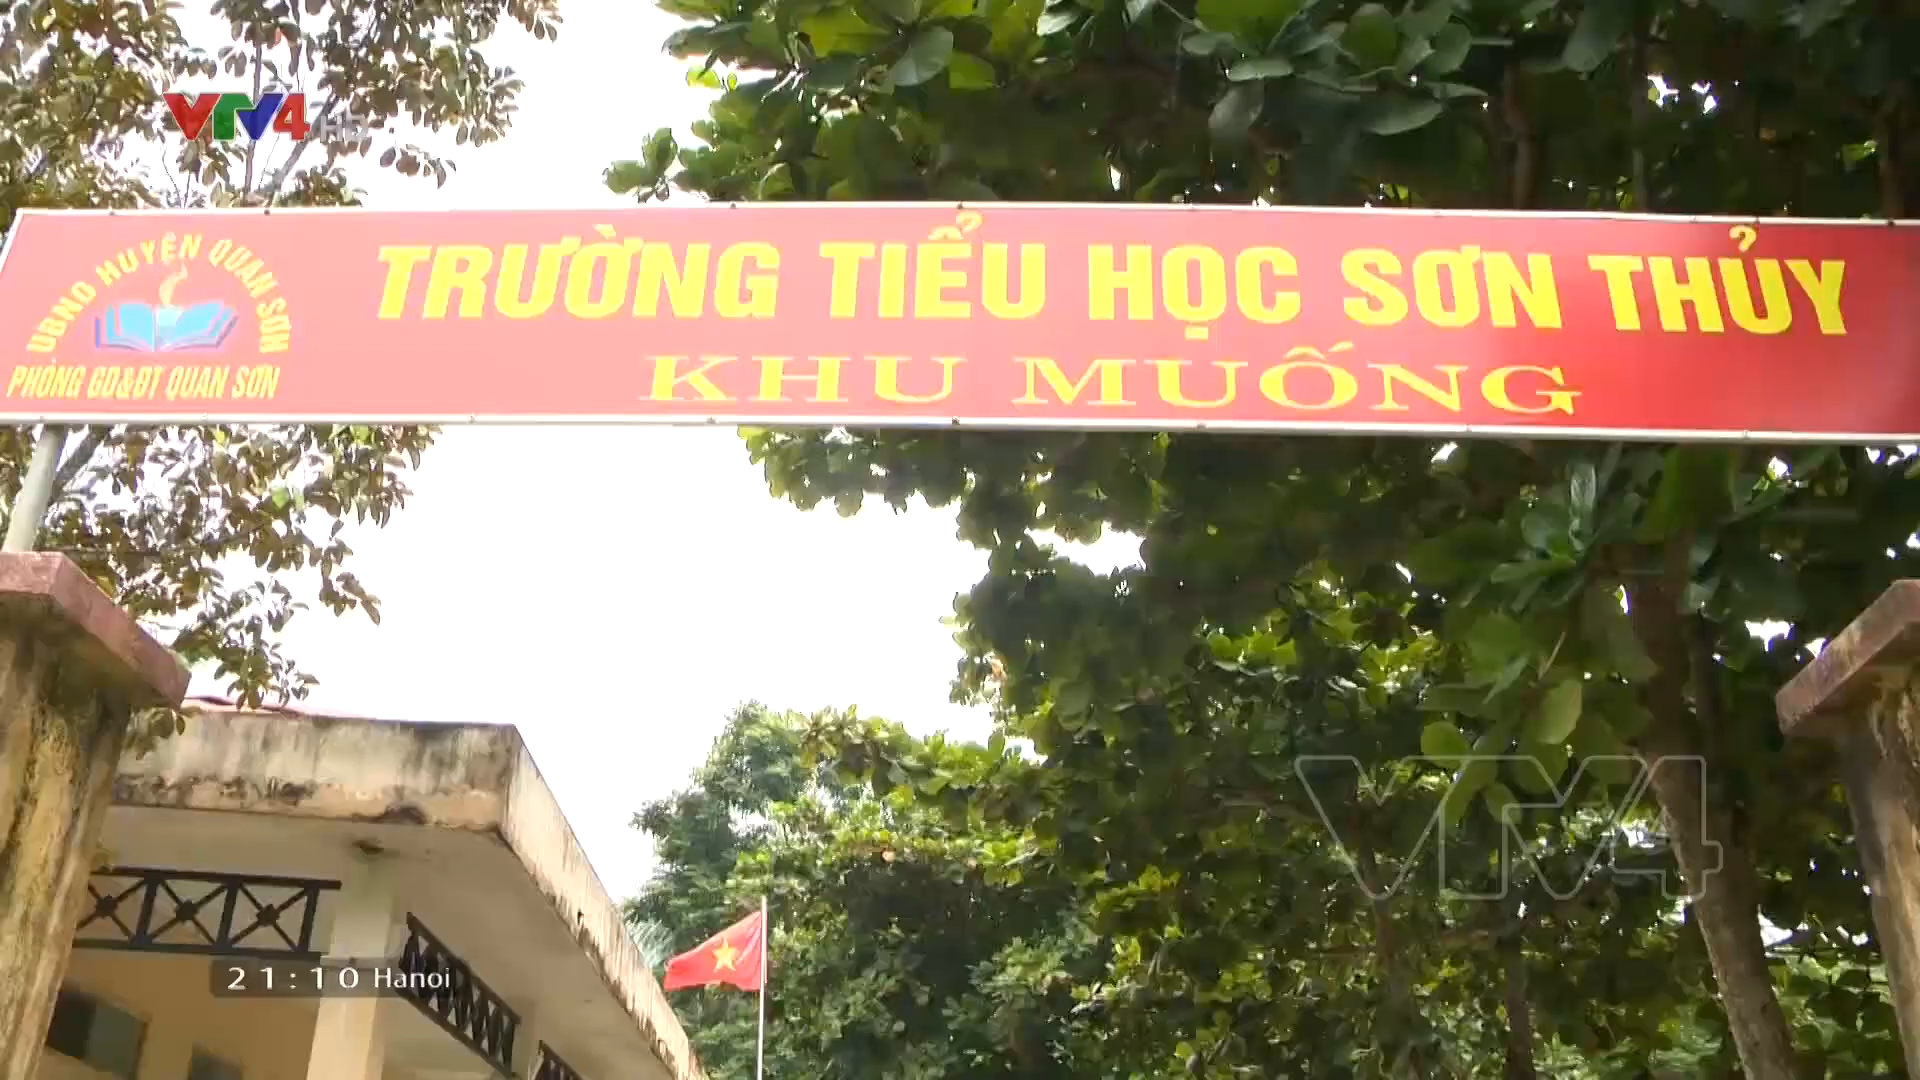 VTV4 HD
UBND HUYỆN QUAN SƠN
PHÒNG GD&ĐT QUAN SƠN
TRƯỜNG TIỂU HỌC SƠN THỦY
KHU MUỐNG
VTV4
21:10 Hanoi